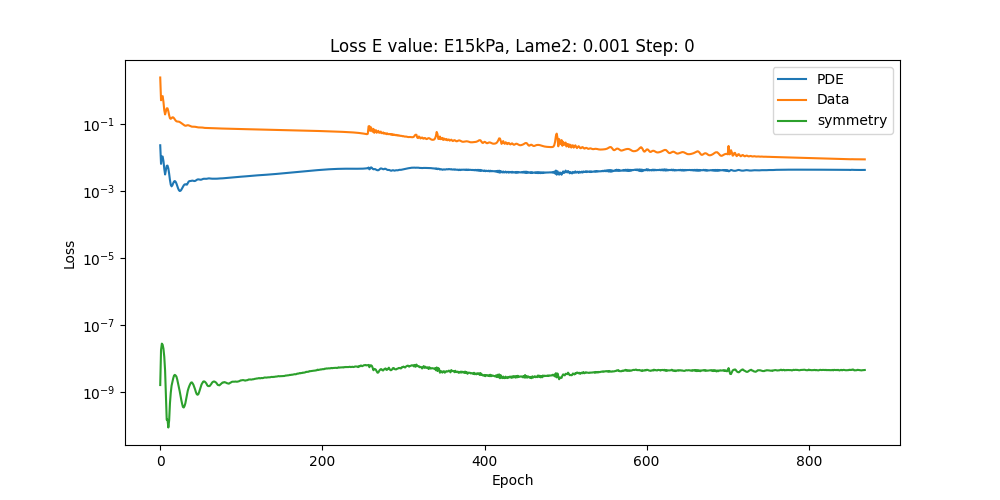 Loss E value: E15kPa, Lame2: 0.001 Step: 0
PDE
Data
symmetry
Loss
10⁻¹
10⁻³
10⁻⁵
10⁻⁷
10⁻⁹
0 200 400 600 800
Epoch